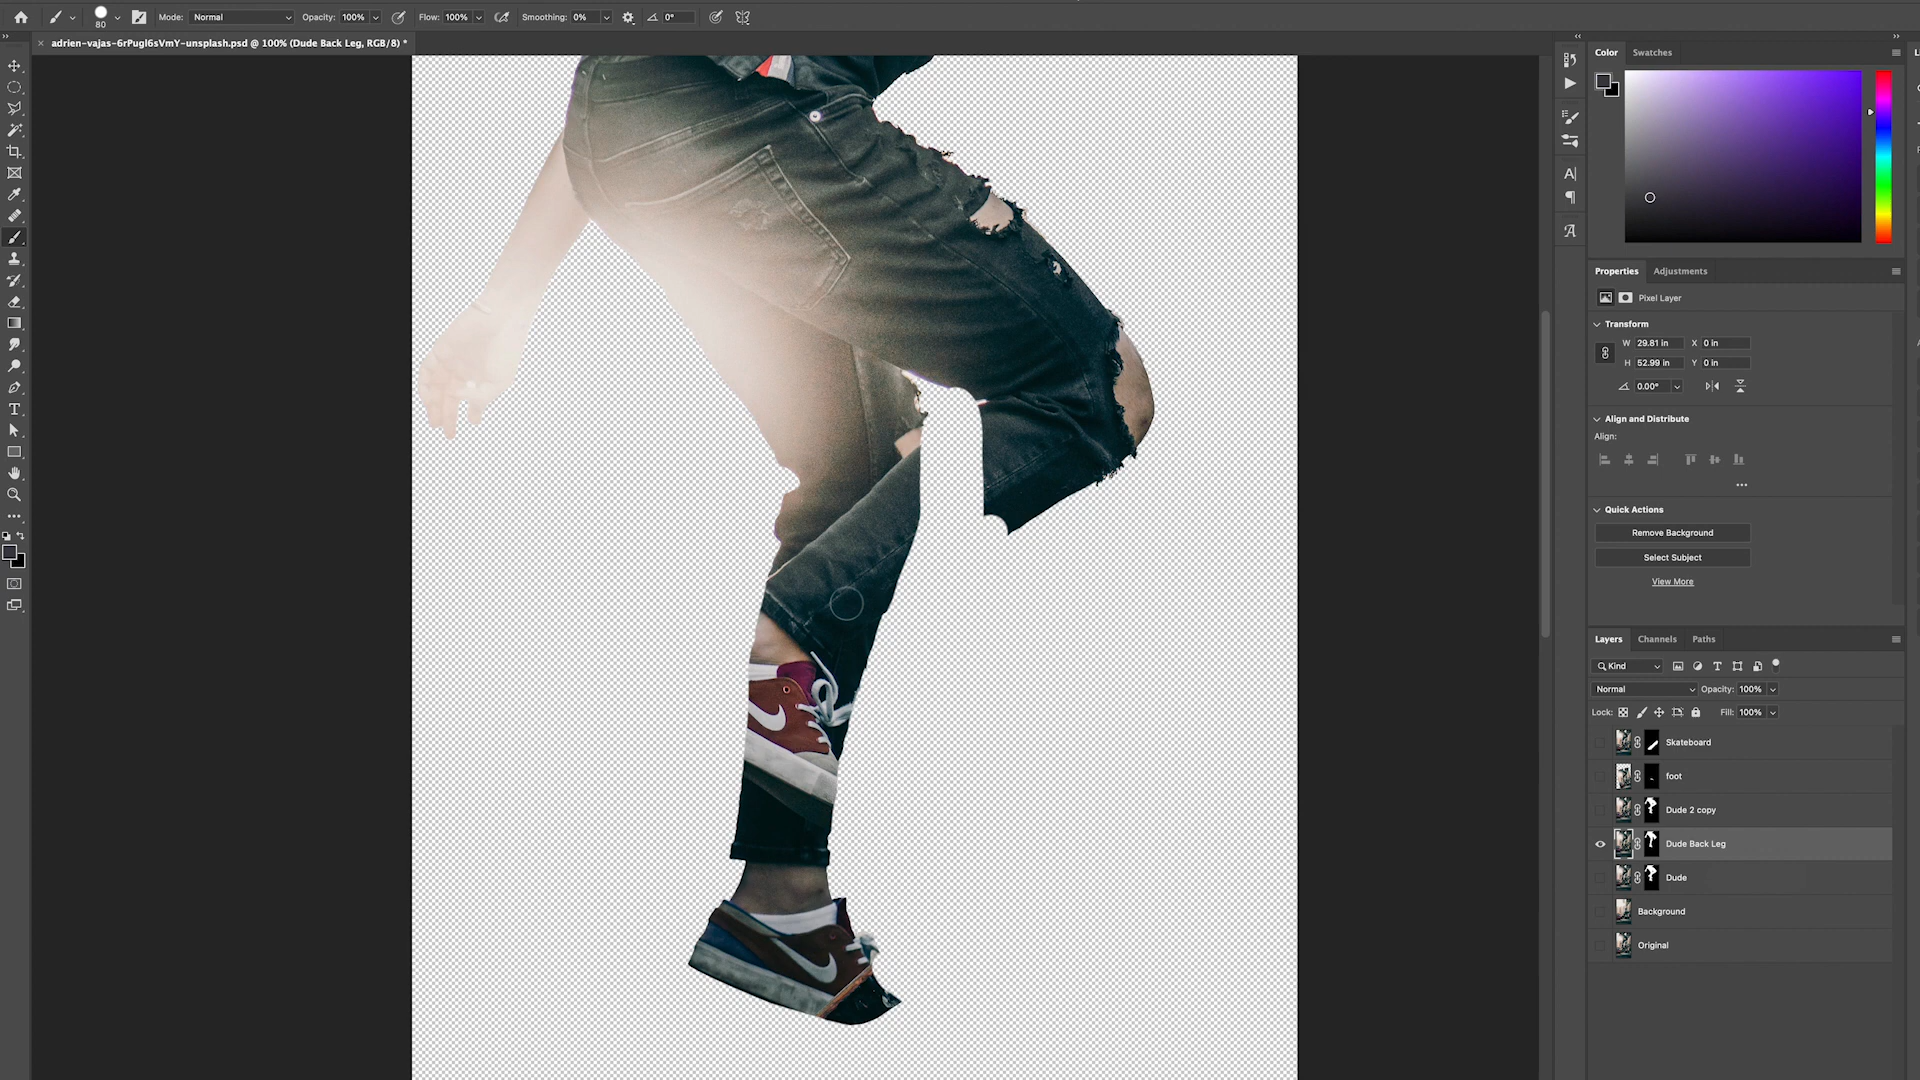 80
Mode: Normal
Opacity: 100%
Flow: 100%
Smoothing: 0%
0°
adrien-vajas-6rPugI6sVmY-unsplash.psd @ 100% (Dude Back Leg, RGB/8) *
Color
Swatches
Properties
Adjustments
Pixel Layer
Transform
W 29.81 in X 0 in
H 52.99 in Y 0 in
0.00°
Align and Distribute
Align:
Quick Actions
Remove Background
Select Subject
View More
Layers Channels Paths
Kind
Normal
Opacity: 100%
Lock:
Fill: 100%
Skateboard
foot
Dude 2 copy
Dude Back Leg
Dude
Background
Original